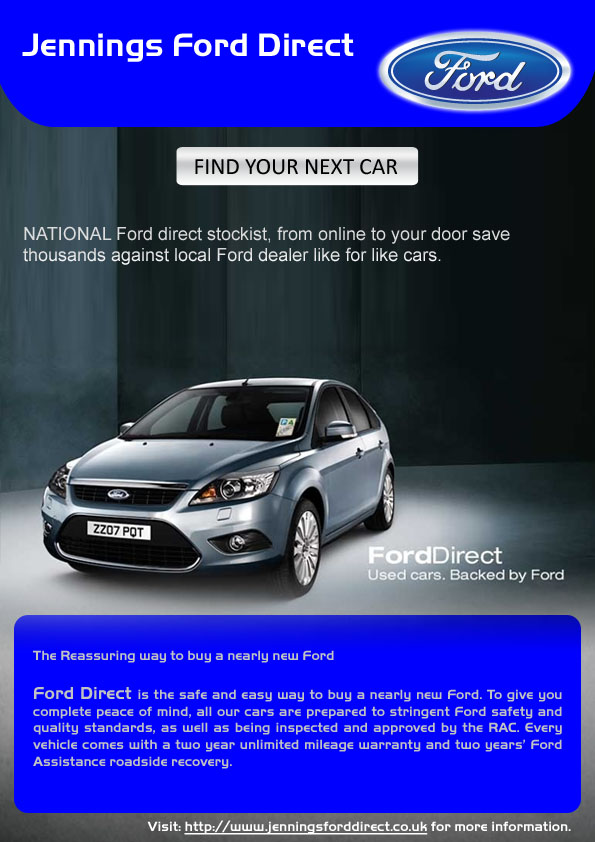 Jennings Ford Direct
Ford
FIND YOUR NEXT CAR
NATIONAL Ford direct stockist, from online to your door save
thousands against local Ford dealer like for like cars.
Ford
ZZ07 PQT
FordDirect
Used cars. Backed by Ford
The Reassuring way to buy a nearly new Ford
Ford Direct is the safe and easy way to buy a nearly new Ford. To give you
complete peace of mind, all our cars are prepared to stringent Ford safety and
quality standards, as well as being inspected and approved by the RAC. Every
vehicle comes with a two year unlimited mileage warranty and two years' Ford
Assistance roadside recovery.
Visit: http://www.jenningsforddirect.co.uk for more information.